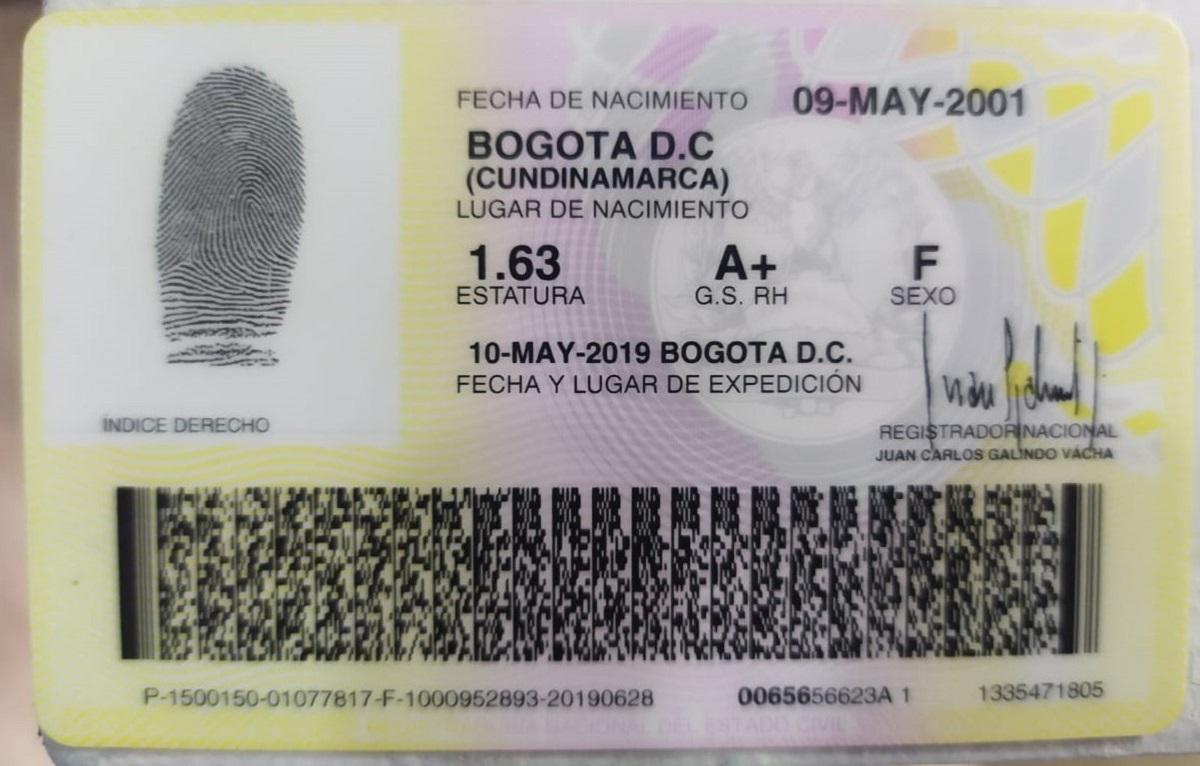 FECHA DE NACIMIENTO 09-MAY-2001
BOGOTA D.C
(CUNDINAMARCA)
LUGAR DE NACIMIENTO
1.63 A+ F
ESTATURA G.S. RH SEXO
10-MAY-2019 BOGOTA D.C.
FECHA Y LUGAR DE EXPEDICIÓN
ÍNDICE DERECHO
REGISTRADOR NACIONAL
JUAN CARLOS GALINDO VACHA
P-1500150-01077817-F-1000952893-20190628 0065656623A 1 1335471805
NACIONAL DEL ESTADO CIVIL